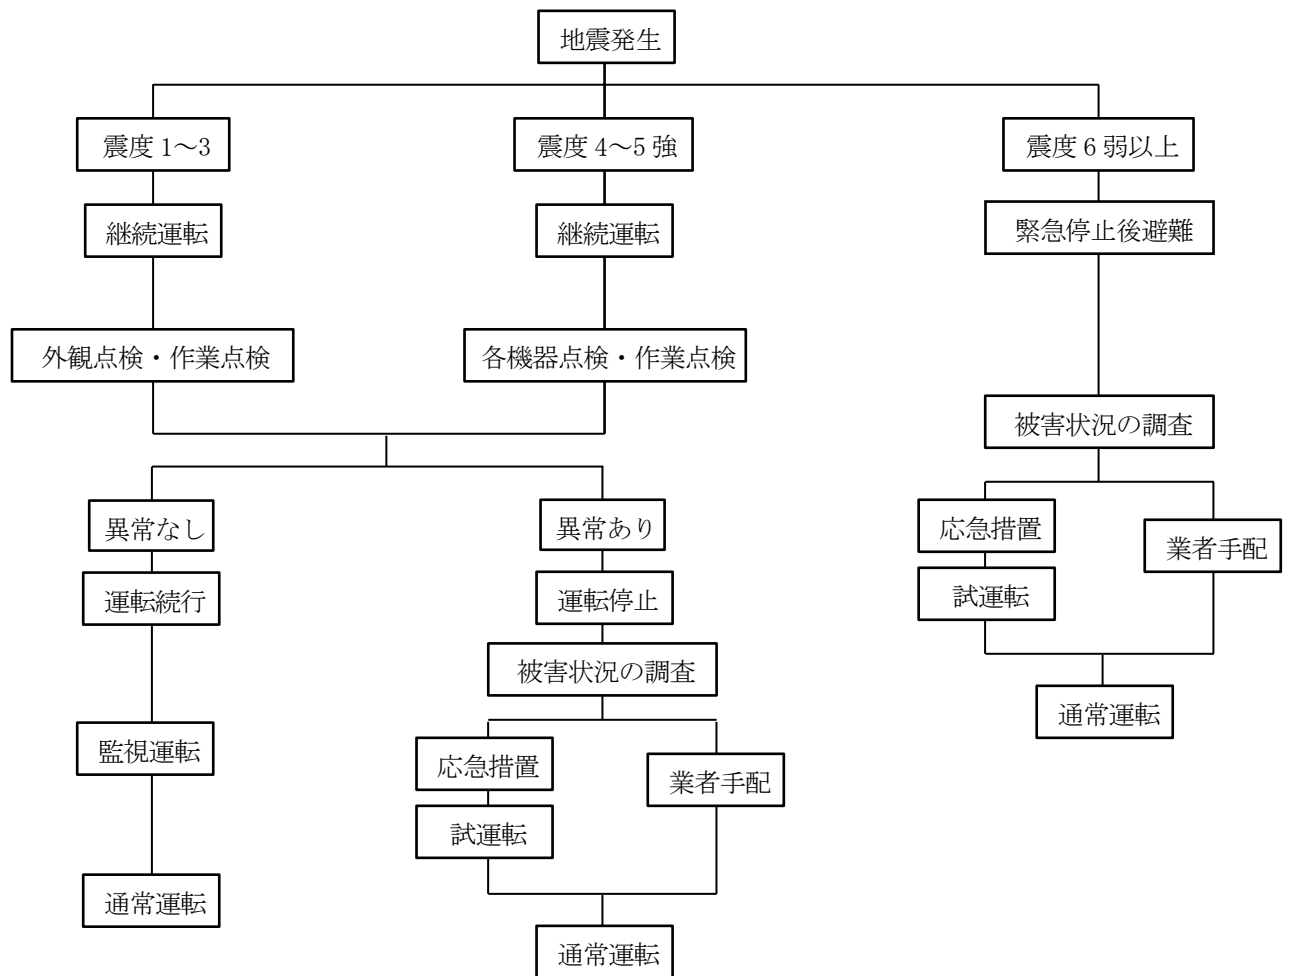 地震発生
震度 1～3
震度 4～5 強
震度 6 弱以上
継続運転
継続運転
緊急停止後避難
外観点検・作業点検
各機器点検・作業点検
被害状況の調査
異常なし
異常あり
応急措置
業者手配
運転続行
運転停止
試運転
被害状況の調査
通常運転
監視運転
応急措置
業者手配
試運転
通常運転
通常運転